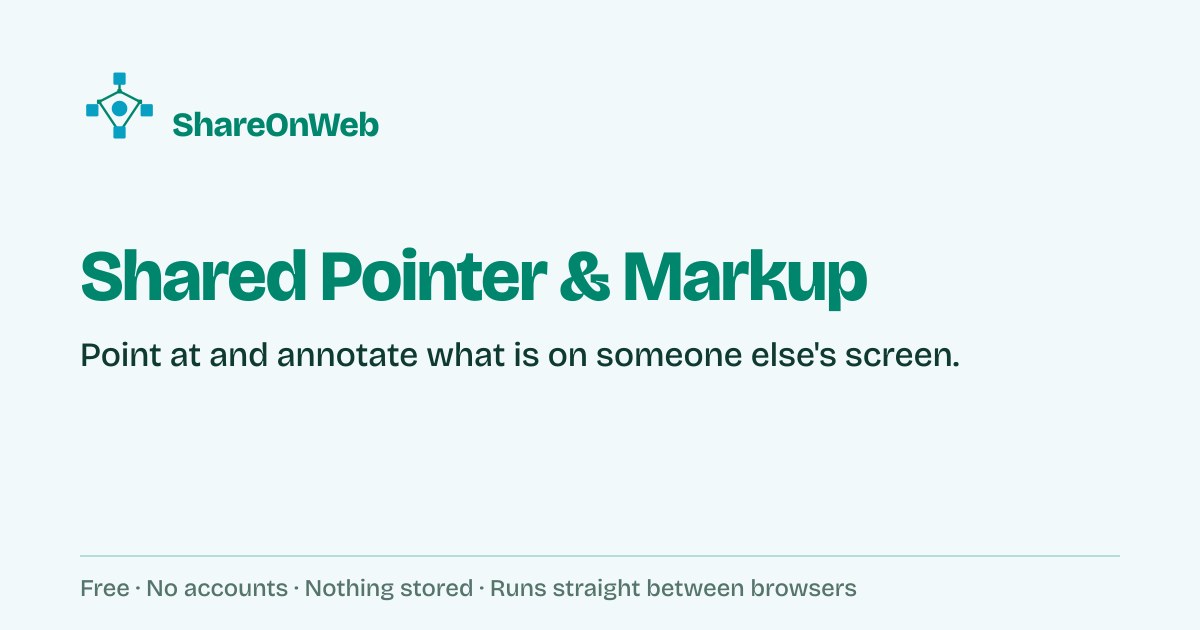 ShareOnWeb
Shared Pointer & Markup
Point at and annotate what is on someone else's screen.
Free · No accounts · Nothing stored · Runs straight between browsers